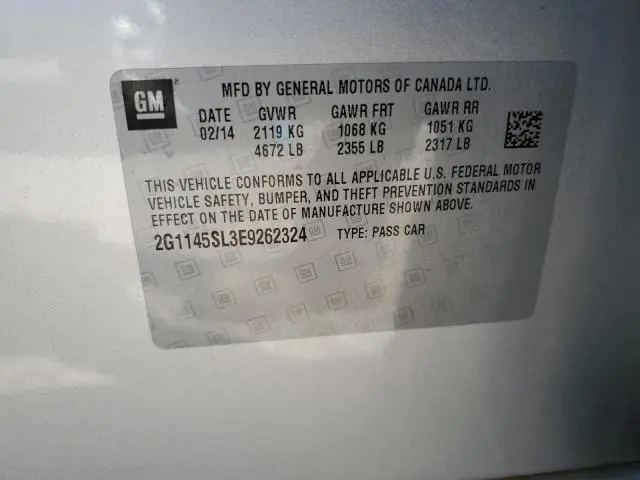 GM
MFD BY GENERAL MOTORS OF CANADA LTD.
DATE GVWR GAWR FRT GAWR RR
02/14 2119 KG 1068 KG 1051 KG
4672 LB 2355 LB 2317 LB
THIS VEHICLE CONFORMS TO ALL APPLICABLE U.S. FEDERAL MOTOR
VEHICLE SAFETY, BUMPER, AND THEFT PREVENTION STANDARDS IN
EFFECT ON THE DATE OF MANUFACTURE SHOWN ABOVE.
2G1145SL3E9262324 TYPE: PASS CAR